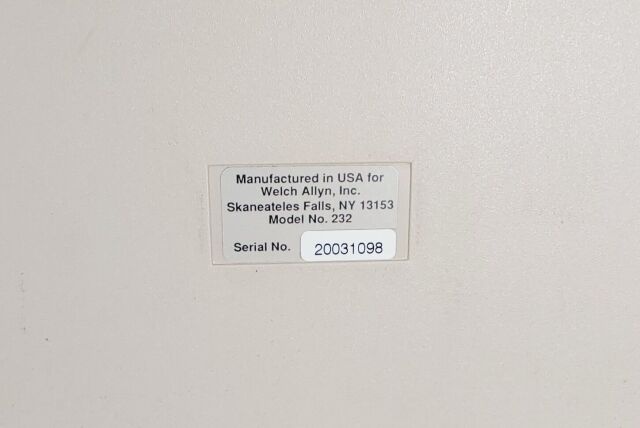 Manufactured in USA for
Welch Allyn, Inc.
Skaneateles Falls, NY 13153
Model No. 232
Serial No. 20031098